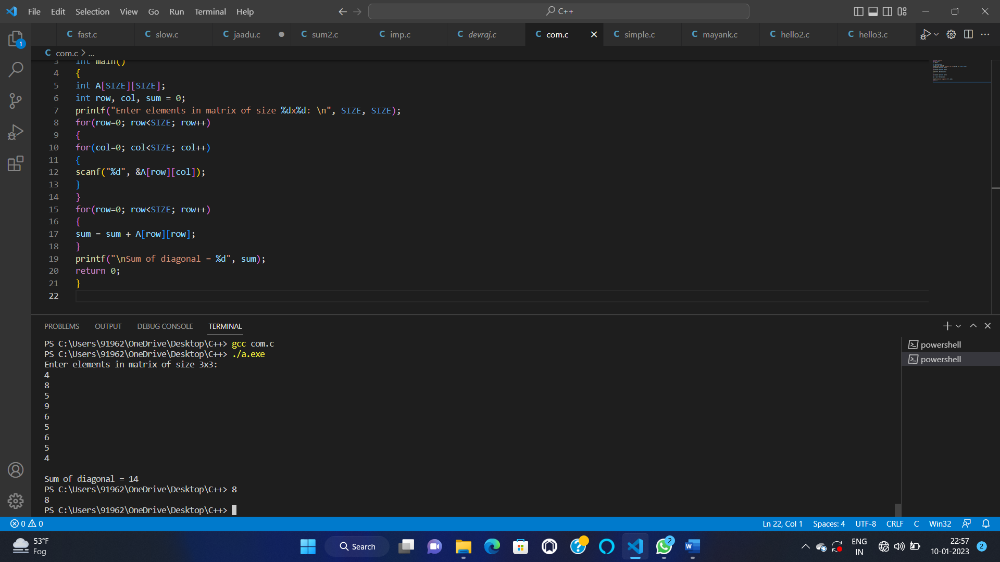 File Edit Selection View Go Run Terminal Help
C++
C fast.c
C slow.c
C jaadu.c
C sum2.c
C imp.c
C devraj.c
C com.c
C simple.c
C mayank.c
C hello2.c
C hello3.c
1
C com.c > ...
3 int main()
4 {
5 int A[SIZE][SIZE];
6 int row, col, sum = 0;
7 printf("Enter elements in matrix of size %dx%d: \n", SIZE, SIZE);
8 for(row=0; row<SIZE; row++)
9 {
10 for(col=0; col<SIZE; col++)
11 {
12 scanf("%d", &A[row][col]);
13 }
14 }
15 for(row=0; row<SIZE; row++)
16 {
17 sum = sum + A[row][row];
18 }
19 printf("\nSum of diagonal = %d", sum);
20 return 0;
21 }
22
PROBLEMS OUTPUT DEBUG CONSOLE TERMINAL
PS C:\Users\91962\OneDrive\Desktop\C++> gcc com.c
PS C:\Users\91962\OneDrive\Desktop\C++> ./a.exe
Enter elements in matrix of size 3x3:
4
8
5
9
6
5
6
5
4
Sum of diagonal = 14
PS C:\Users\91962\OneDrive\Desktop\C++> 8
8
PS C:\Users\91962\OneDrive\Desktop\C++>
powershell
powershell
0 0
Ln 22, Col 1 Spaces: 4 UTF-8 CRLF C Win32
53°F
Fog
Search
2
ENG
IN
22:57
10-01-2023
2